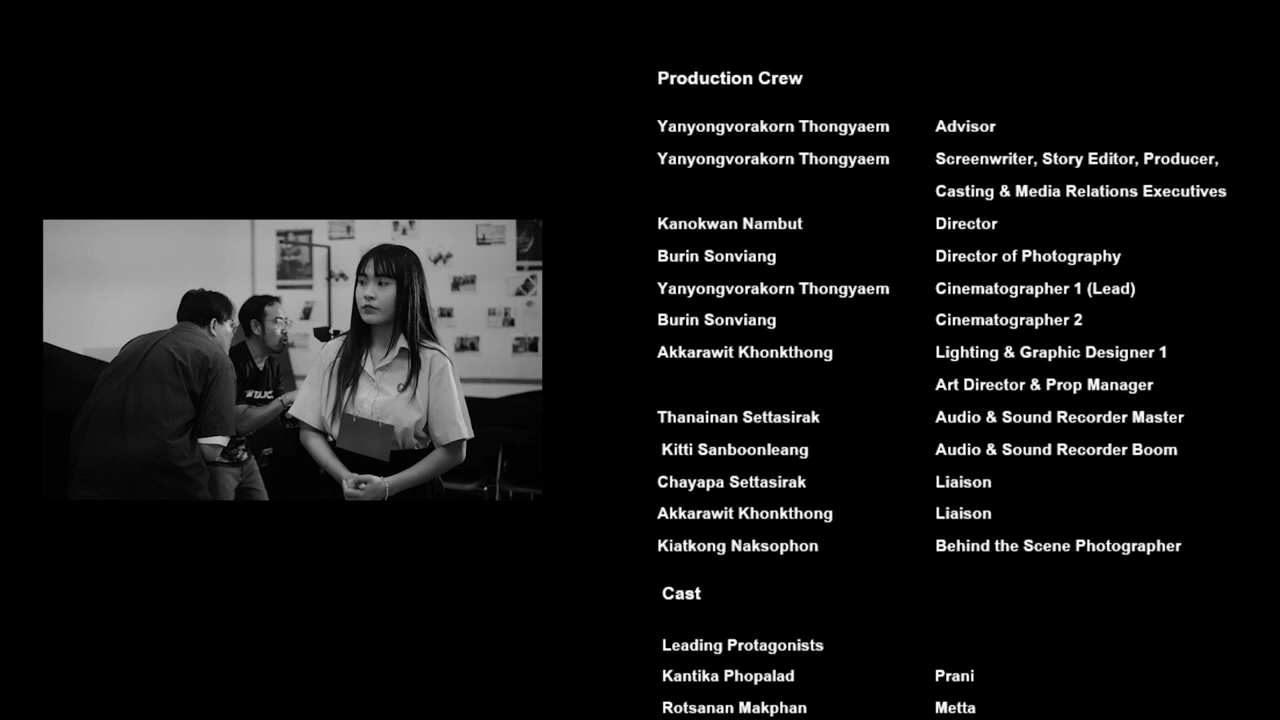 Production Crew
Yanyongvorakorn Thongyaem Advisor
Yanyongvorakorn Thongyaem Screenwriter, Story Editor, Producer,
Casting & Media Relations Executives
Kanokwan Nambut Director
Burin Sonviang Director of Photography
Yanyongvorakorn Thongyaem Cinematographer 1 (Lead)
Burin Sonviang Cinematographer 2
Akkarawit Khonkthong Lighting & Graphic Designer 1
Art Director & Prop Manager
Thanainan Settasirak Audio & Sound Recorder Master
Kitti Sanboonleang Audio & Sound Recorder Boom
Chayapa Settasirak Liaison
Akkarawit Khonkthong Liaison
Kiatkong Naksophon Behind the Scene Photographer
Cast
Leading Protagonists
Kantika Phopalad Prani
Rotsanan Makphan Metta